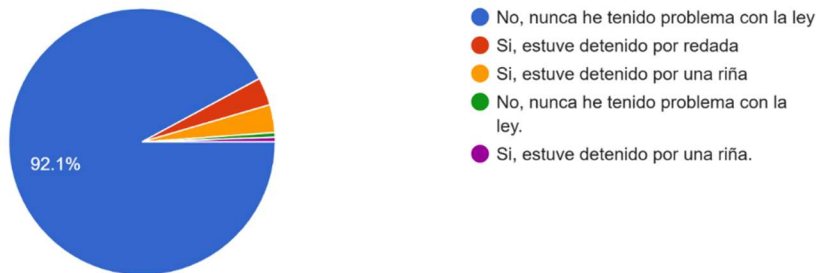 No, nunca he tenido problema con la ley
Si, estuve detenido por redada
Si, estuve detenido por una riña
No, nunca he tenido problema con la
ley.
Si, estuve detenido por una riña.
92.1%